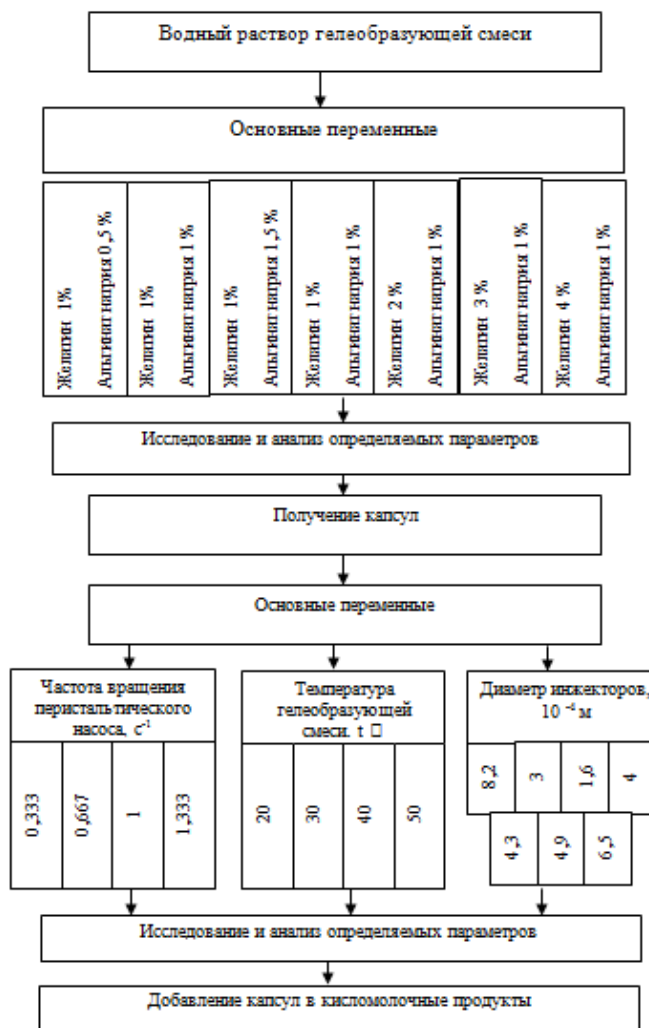 Водный раствор гелеобразующей смеси
Основные переменные
Желатин 1%
Альгинат натрия 0,5 %
Желатин 1%
Альгинат натрия 1 %
Желатин 1%
Альгинат натрия 1,5 %
Желатин 1 %
Альгинат натрия 1 %
Желатин 2 %
Альгинат натрия 1 %
Желатин 3 %
Альгинат натрия 1 %
Желатин 4 %
Альгинат натрия 1 %
Исследование и анализ определяемых параметров
Получение капсул
Основные переменные
Частота вращения
перистальтического
насоса, с⁻¹
0,333
0,667
1
1,333
Температура
гелеобразующей
смеси. t □
20
30
40
50
Диаметр инжекторов,
10 ⁻⁴ м
8,2
3
1,6
4
4,3
4,9
6,5
Исследование и анализ определяемых параметров
Добавление капсул в кисломолочные продукты